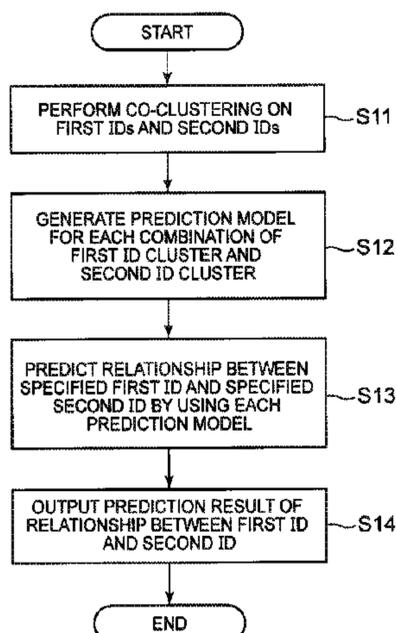 START
PERFORM CO-CLUSTERING ON
FIRST IDs AND SECOND IDs
S11
GENERATE PREDICTION MODEL
FOR EACH COMBINATION OF
FIRST ID CLUSTER AND
SECOND ID CLUSTER
S12
PREDICT RELATIONSHIP BETWEEN
SPECIFIED FIRST ID AND SPECIFIED
SECOND ID BY USING EACH
PREDICTION MODEL
S13
OUTPUT PREDICTION RESULT OF
RELATIONSHIP BETWEEN FIRST ID
AND SECOND ID
S14
END